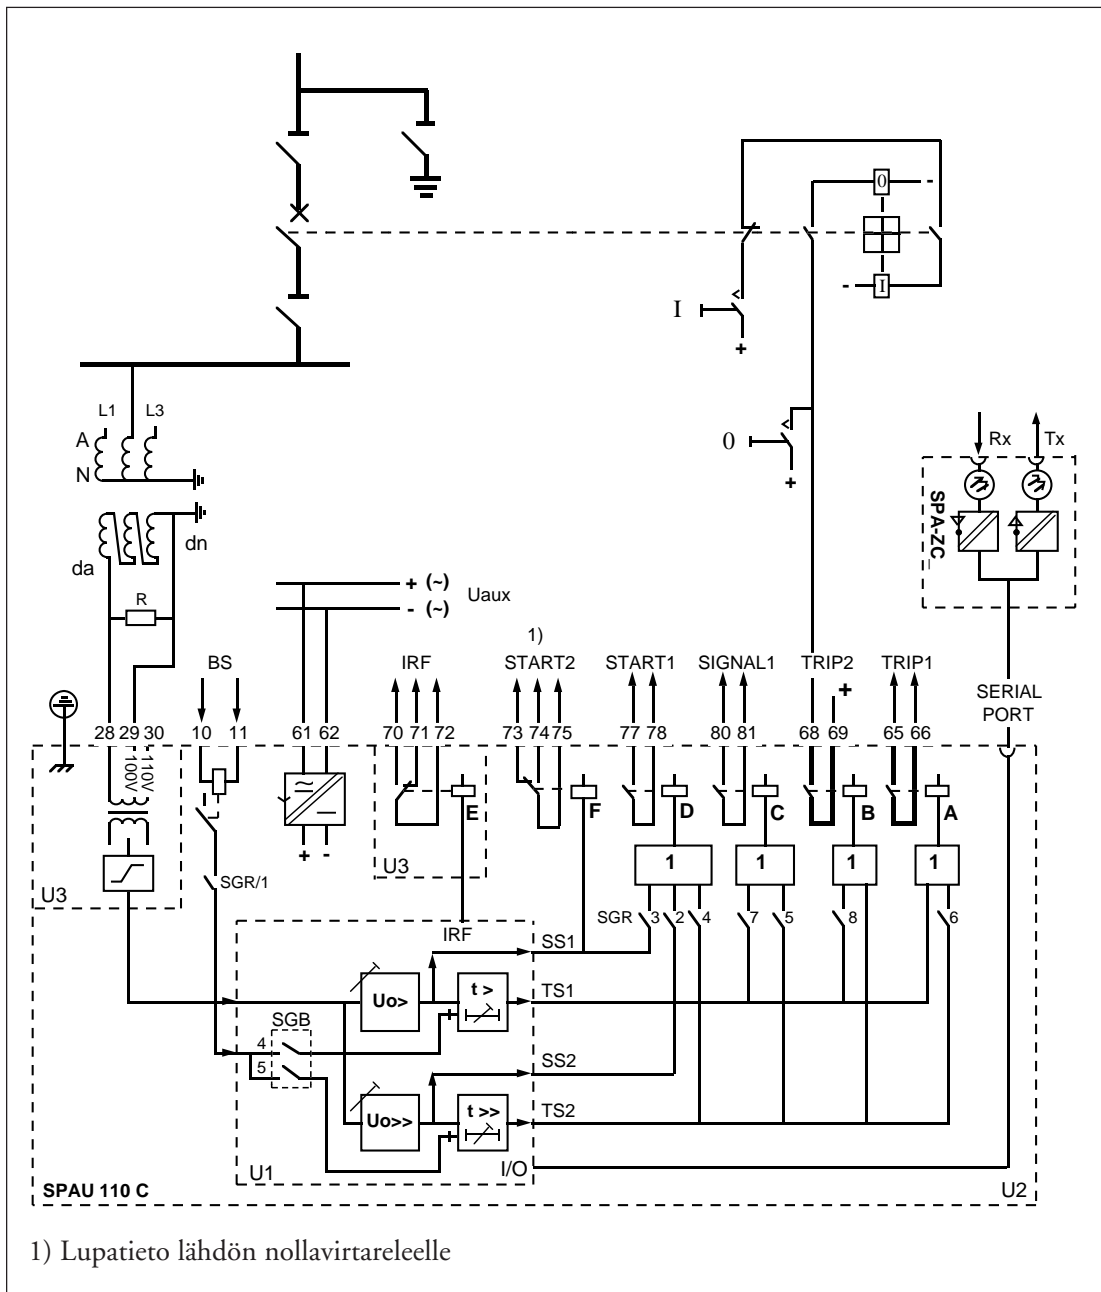 0
-
I
-
I
+
0
+
L1 L3
A
N
da
dn
R
Rx Tx
SPA-ZC_
+ (~)
- (~)
Uaux
1)
BS IRF START2 START1 SIGNAL1 TRIP2 TRIP1
+
SERIAL
PORT
28 29 30 10 11 61 62 70 71 72 73 74 75 77 78 80 81 68 69 65 66
100V
110V
E F D C B A
+ -
U3
U3
SGR/1
1 1 1 1
SGR 3 2 4 7 5 8 6
IRF
SS1
Uo>
t >
TS1
SGB
4
5
SS2
Uo>>
t >>
TS2
U1
I/O
SPAU 110 C
U2
1) Lupatieto lähdön nollavirtareleelle